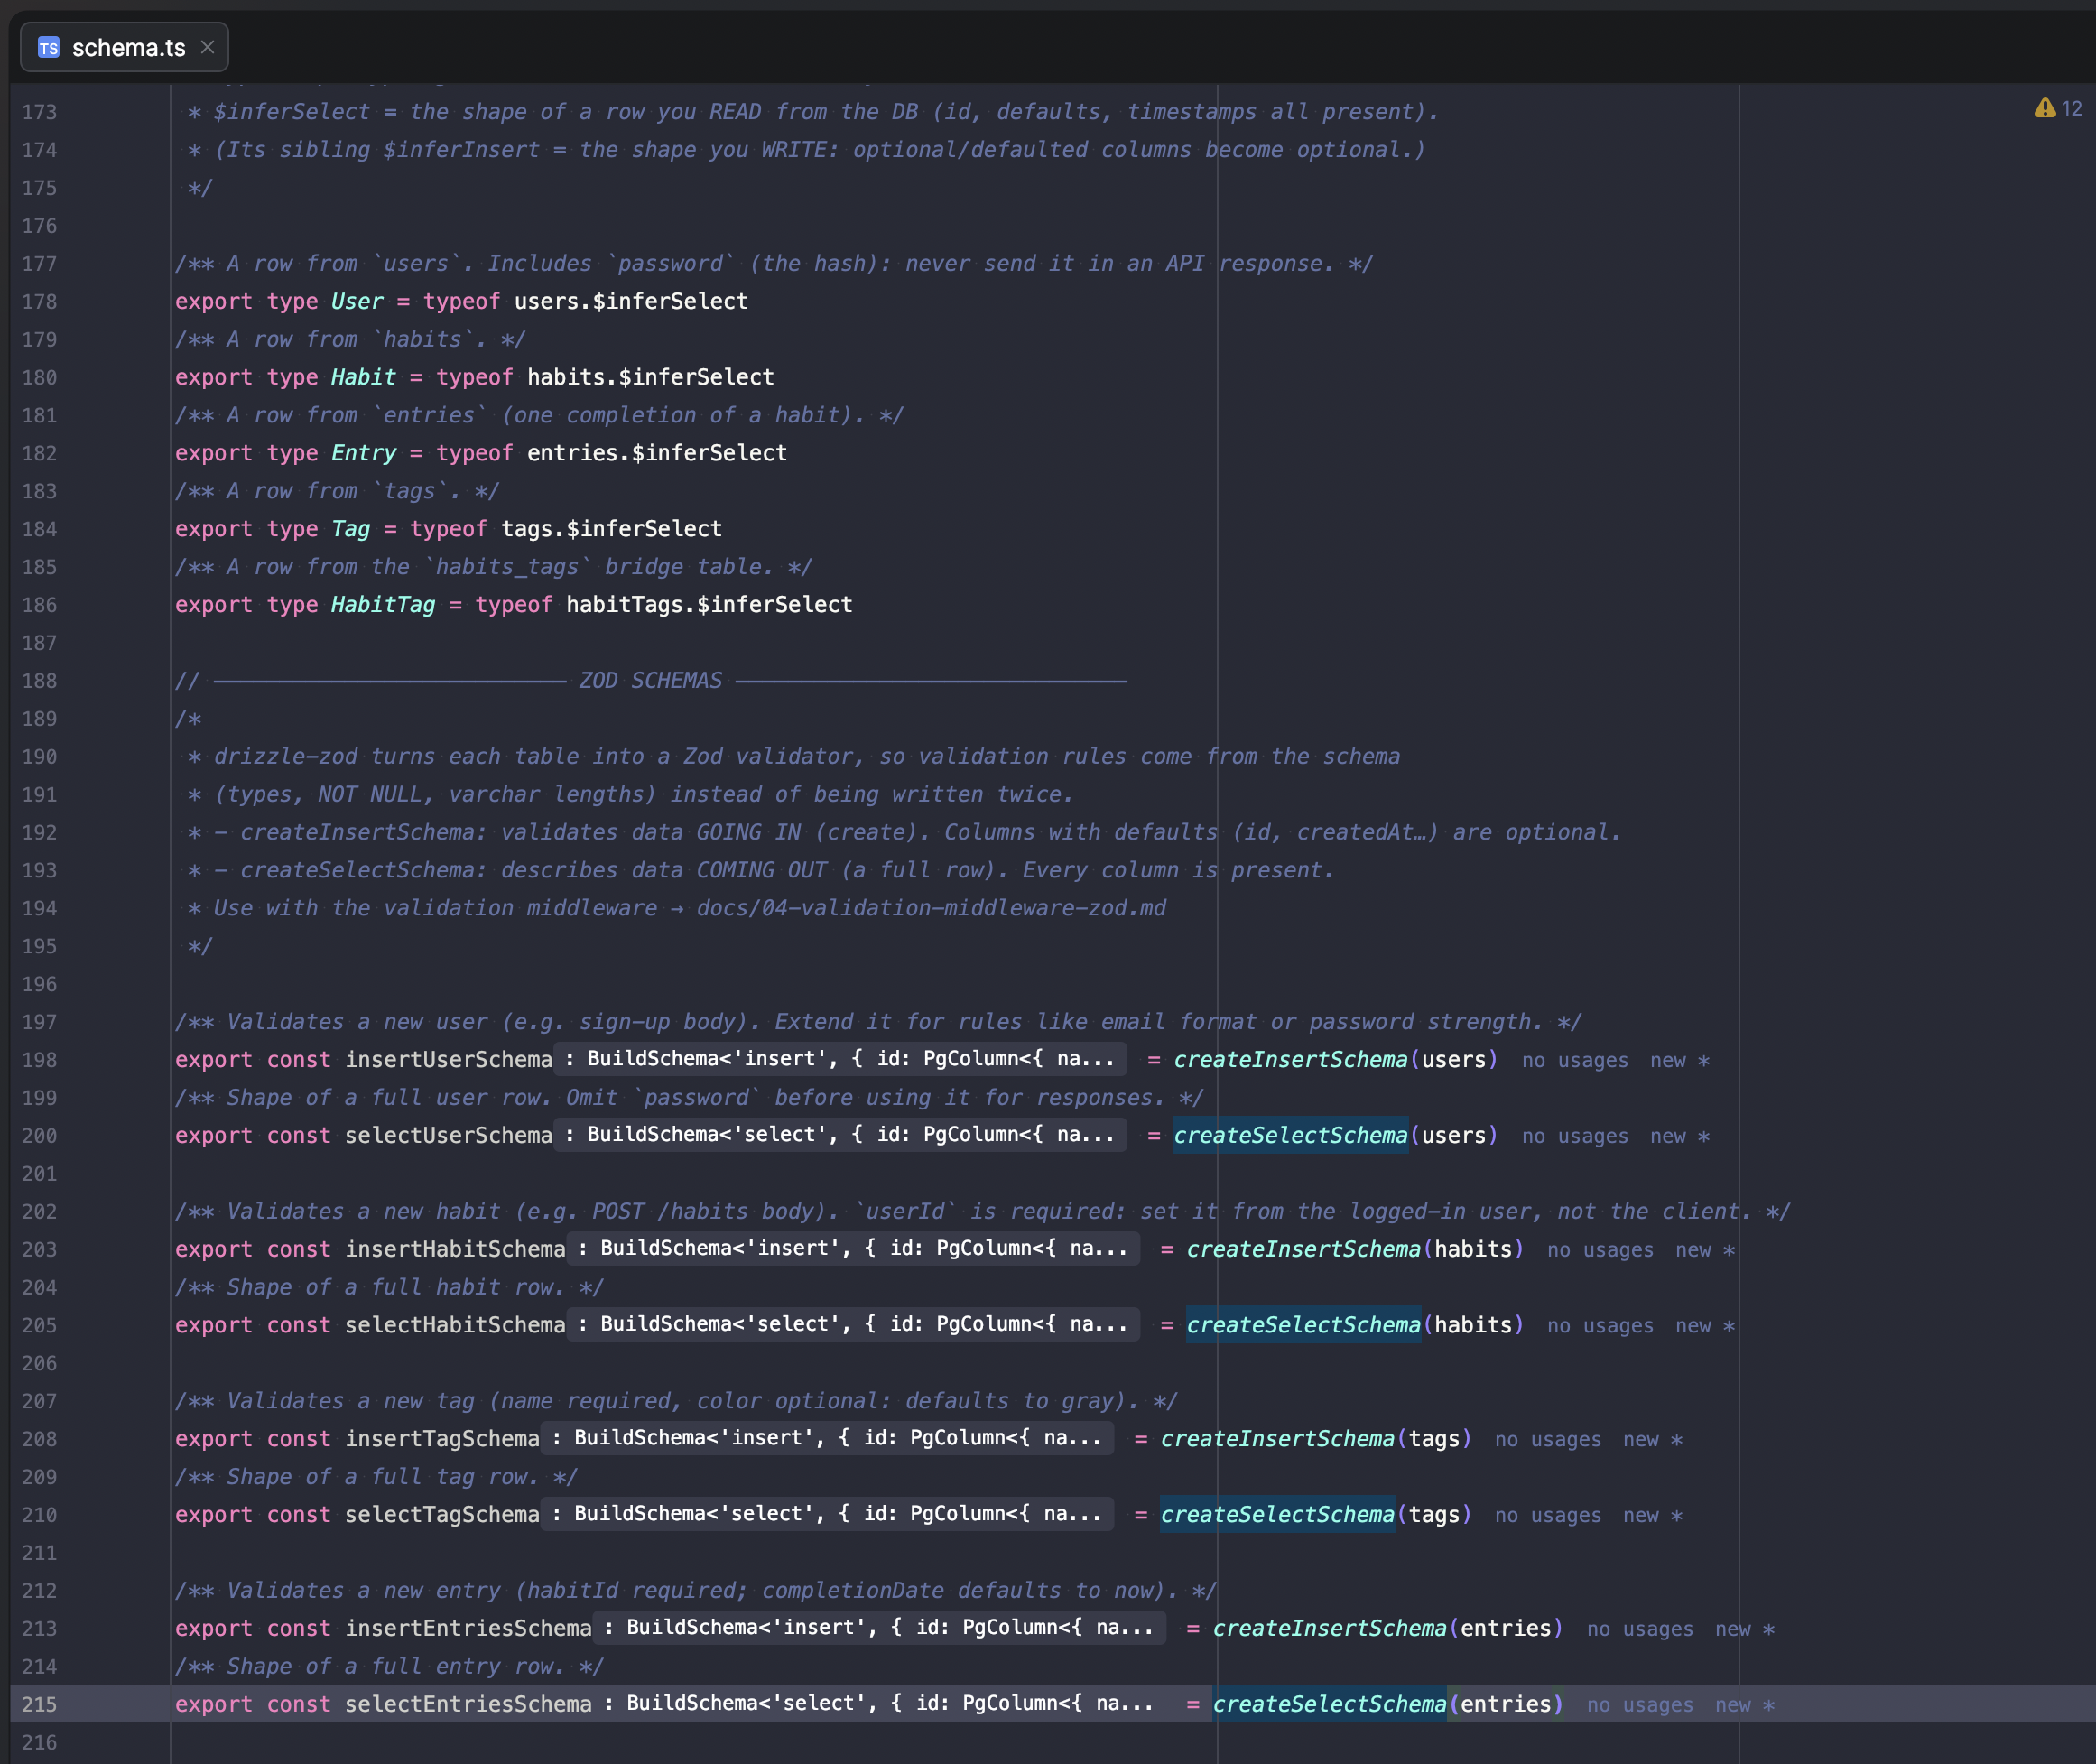 TS schema.ts ×
12
173 * $inferSelect = the shape of a row you READ from the DB (id, defaults, timestamps all present).
174 * (Its sibling $inferInsert = the shape you WRITE: optional/defaulted columns become optional.)
175 */
176
177 /** A row from `users`. Includes `password` (the hash): never send it in an API response. */
178 export type User = typeof users.$inferSelect
179 /** A row from `habits`. */
180 export type Habit = typeof habits.$inferSelect
181 /** A row from `entries` (one completion of a habit). */
182 export type Entry = typeof entries.$inferSelect
183 /** A row from `tags`. */
184 export type Tag = typeof tags.$inferSelect
185 /** A row from the `habits_tags` bridge table. */
186 export type HabitTag = typeof habitTags.$inferSelect
187
188 // ─────────────────────────── ZOD SCHEMAS ──────────────────────────────
189 /*
190 * drizzle-zod turns each table into a Zod validator, so validation rules come from the schema
191 * (types, NOT NULL, varchar lengths) instead of being written twice.
192 * - createInsertSchema: validates data GOING IN (create). Columns with defaults (id, createdAt…) are optional.
193 * - createSelectSchema: describes data COMING OUT (a full row). Every column is present.
194 * Use with the validation middleware → docs/04-validation-middleware-zod.md
195 */
196
197 /** Validates a new user (e.g. sign-up body). Extend it for rules like email format or password strength. */
198 export const insertUserSchema : BuildSchema<'insert', { id: PgColumn<{ na... = createInsertSchema(users) no usages new *
199 /** Shape of a full user row. Omit `password` before using it for responses. */
200 export const selectUserSchema : BuildSchema<'select', { id: PgColumn<{ na... = createSelectSchema(users) no usages new *
201
202 /** Validates a new habit (e.g. POST /habits body). `userId` is required: set it from the logged-in user, not the client. */
203 export const insertHabitSchema : BuildSchema<'insert', { id: PgColumn<{ na... = createInsertSchema(habits) no usages new *
204 /** Shape of a full habit row. */
205 export const selectHabitSchema : BuildSchema<'select', { id: PgColumn<{ na... = createSelectSchema(habits) no usages new *
206
207 /** Validates a new tag (name required, color optional: defaults to gray). */
208 export const insertTagSchema : BuildSchema<'insert', { id: PgColumn<{ na... = createInsertSchema(tags) no usages new *
209 /** Shape of a full tag row. */
210 export const selectTagSchema : BuildSchema<'select', { id: PgColumn<{ na... = createSelectSchema(tags) no usages new *
211
212 /** Validates a new entry (habitId required; completionDate defaults to now). */
213 export const insertEntriesSchema : BuildSchema<'insert', { id: PgColumn<{ na... = createInsertSchema(entries) no usages new *
214 /** Shape of a full entry row. */
215 export const selectEntriesSchema : BuildSchema<'select', { id: PgColumn<{ na... = createSelectSchema(entries) no usages new *
216